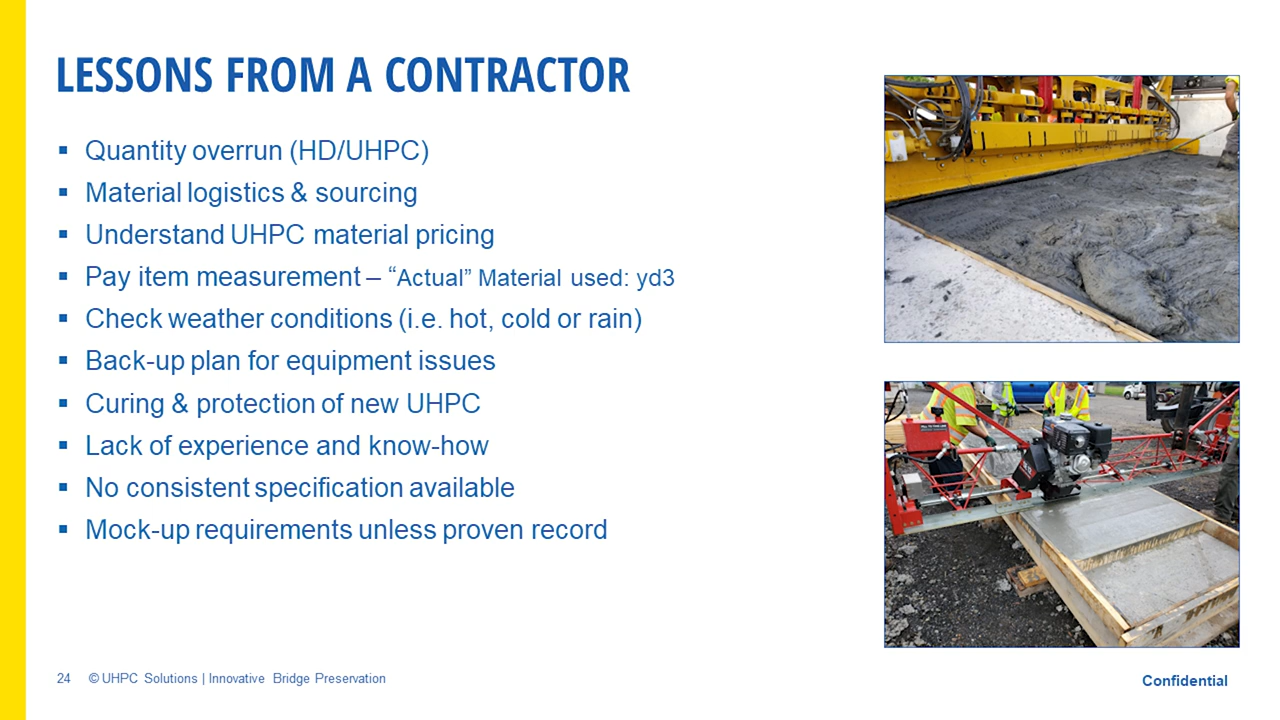 LESSONS FROM A CONTRACTOR
▪ Quantity overrun (HD/UHPC)
▪ Material logistics & sourcing
▪ Understand UHPC material pricing
▪ Pay item measurement – “Actual” Material used: yd3
▪ Check weather conditions (i.e. hot, cold or rain)
▪ Back-up plan for equipment issues
▪ Curing & protection of new UHPC
▪ Lack of experience and know-how
▪ No consistent specification available
▪ Mock-up requirements unless proven record
24 © UHPC Solutions | Innovative Bridge Preservation
Confidential